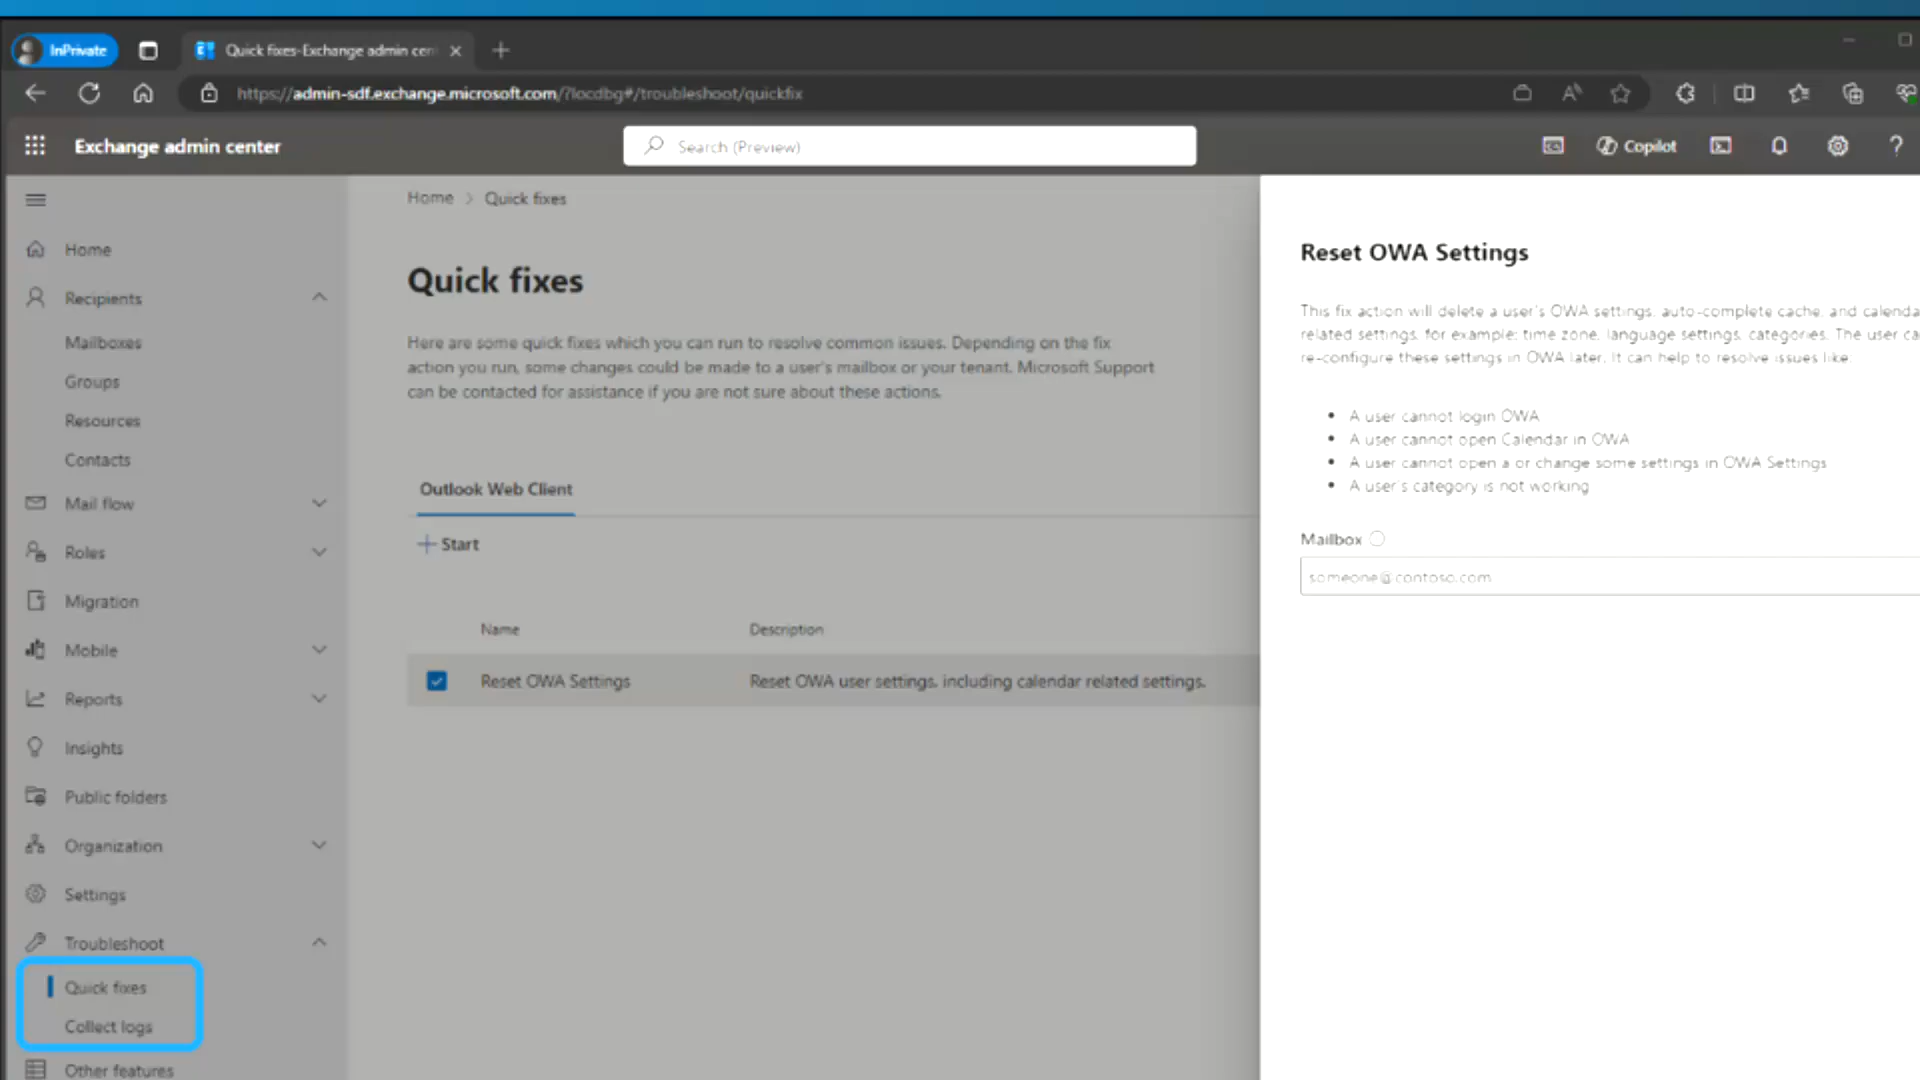 InPrivate
Quick fixes-Exchange admin cen
https://admin-sdf.exchange.microsoft.com/?locdbg#/troubleshoot/quickfix
Exchange admin center
Search (Preview)
Copilot
Home > Quick fixes
Home
Recipients
Mailboxes
Groups
Resources
Contacts
Mail flow
Roles
Migration
Mobile
Reports
Insights
Public folders
Organization
Settings
Troubleshoot
Quick fixes
Collect logs
Other features
Quick fixes
Here are some quick fixes which you can run to resolve common issues. Depending on the fix
action you run, some changes could be made to a user's mailbox or your tenant. Microsoft Support
can be contacted for assistance if you are not sure about these actions.
Outlook Web Client
Start
Name Description
Reset OWA Settings Reset OWA user settings, including calendar related settings.
Reset OWA Settings
This fix action will delete a user's OWA settings, auto-complete cache, and calenda
related settings, for example: time zone, language settings, categories. The user ca
re-configure these settings in OWA later. It can help to resolve issues like:
• A user cannot login OWA
• A user cannot open Calendar in OWA
• A user cannot open a or change some settings in OWA Settings
• A user's category is not working
Mailbox
someone@contoso.com